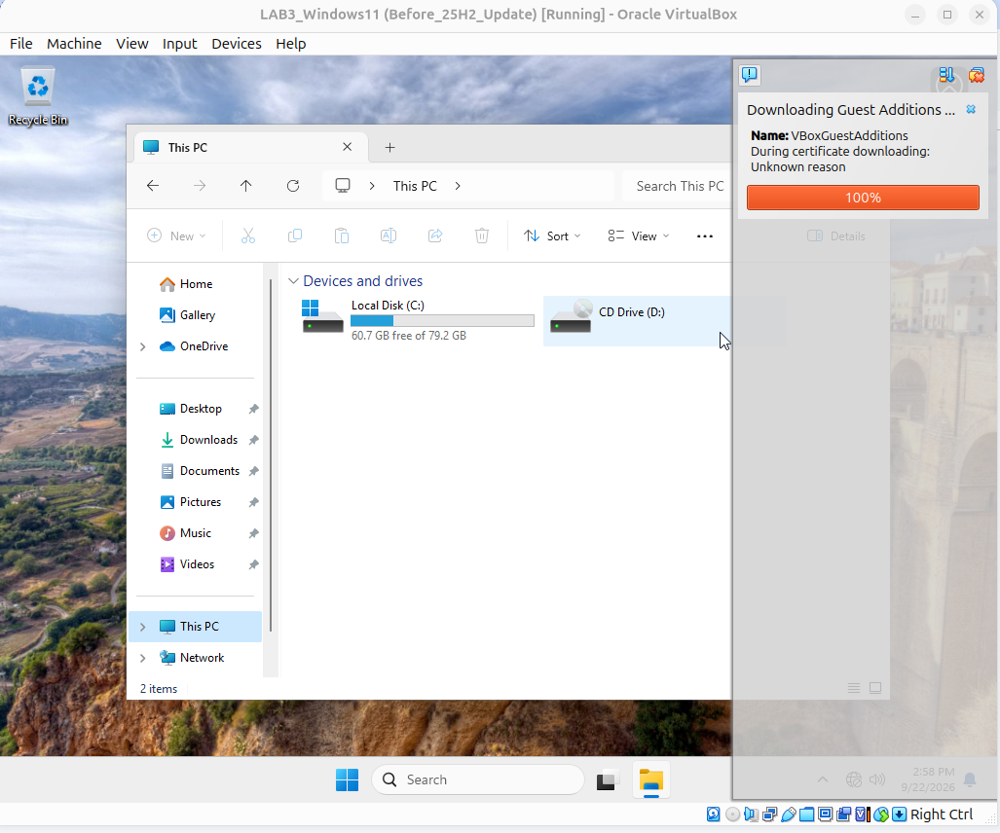 LAB3_Windows11 (Before_25H2_Update) [Running] - Oracle VirtualBox
File Machine View Input Devices Help
Recycle Bin
This PC
This PC
Search This PC
New
Sort
View
Details
Home
Gallery
OneDrive
Desktop
Downloads
Documents
Pictures
Music
Videos
This PC
Network
Devices and drives
Local Disk (C:)
60.7 GB free of 79.2 GB
CD Drive (D:)
2 items
Downloading Guest Additions ...
Name: VBoxGuestAdditions
During certificate downloading:
Unknown reason
100%
Search
2:58 PM
9/22/2026
Right Ctrl